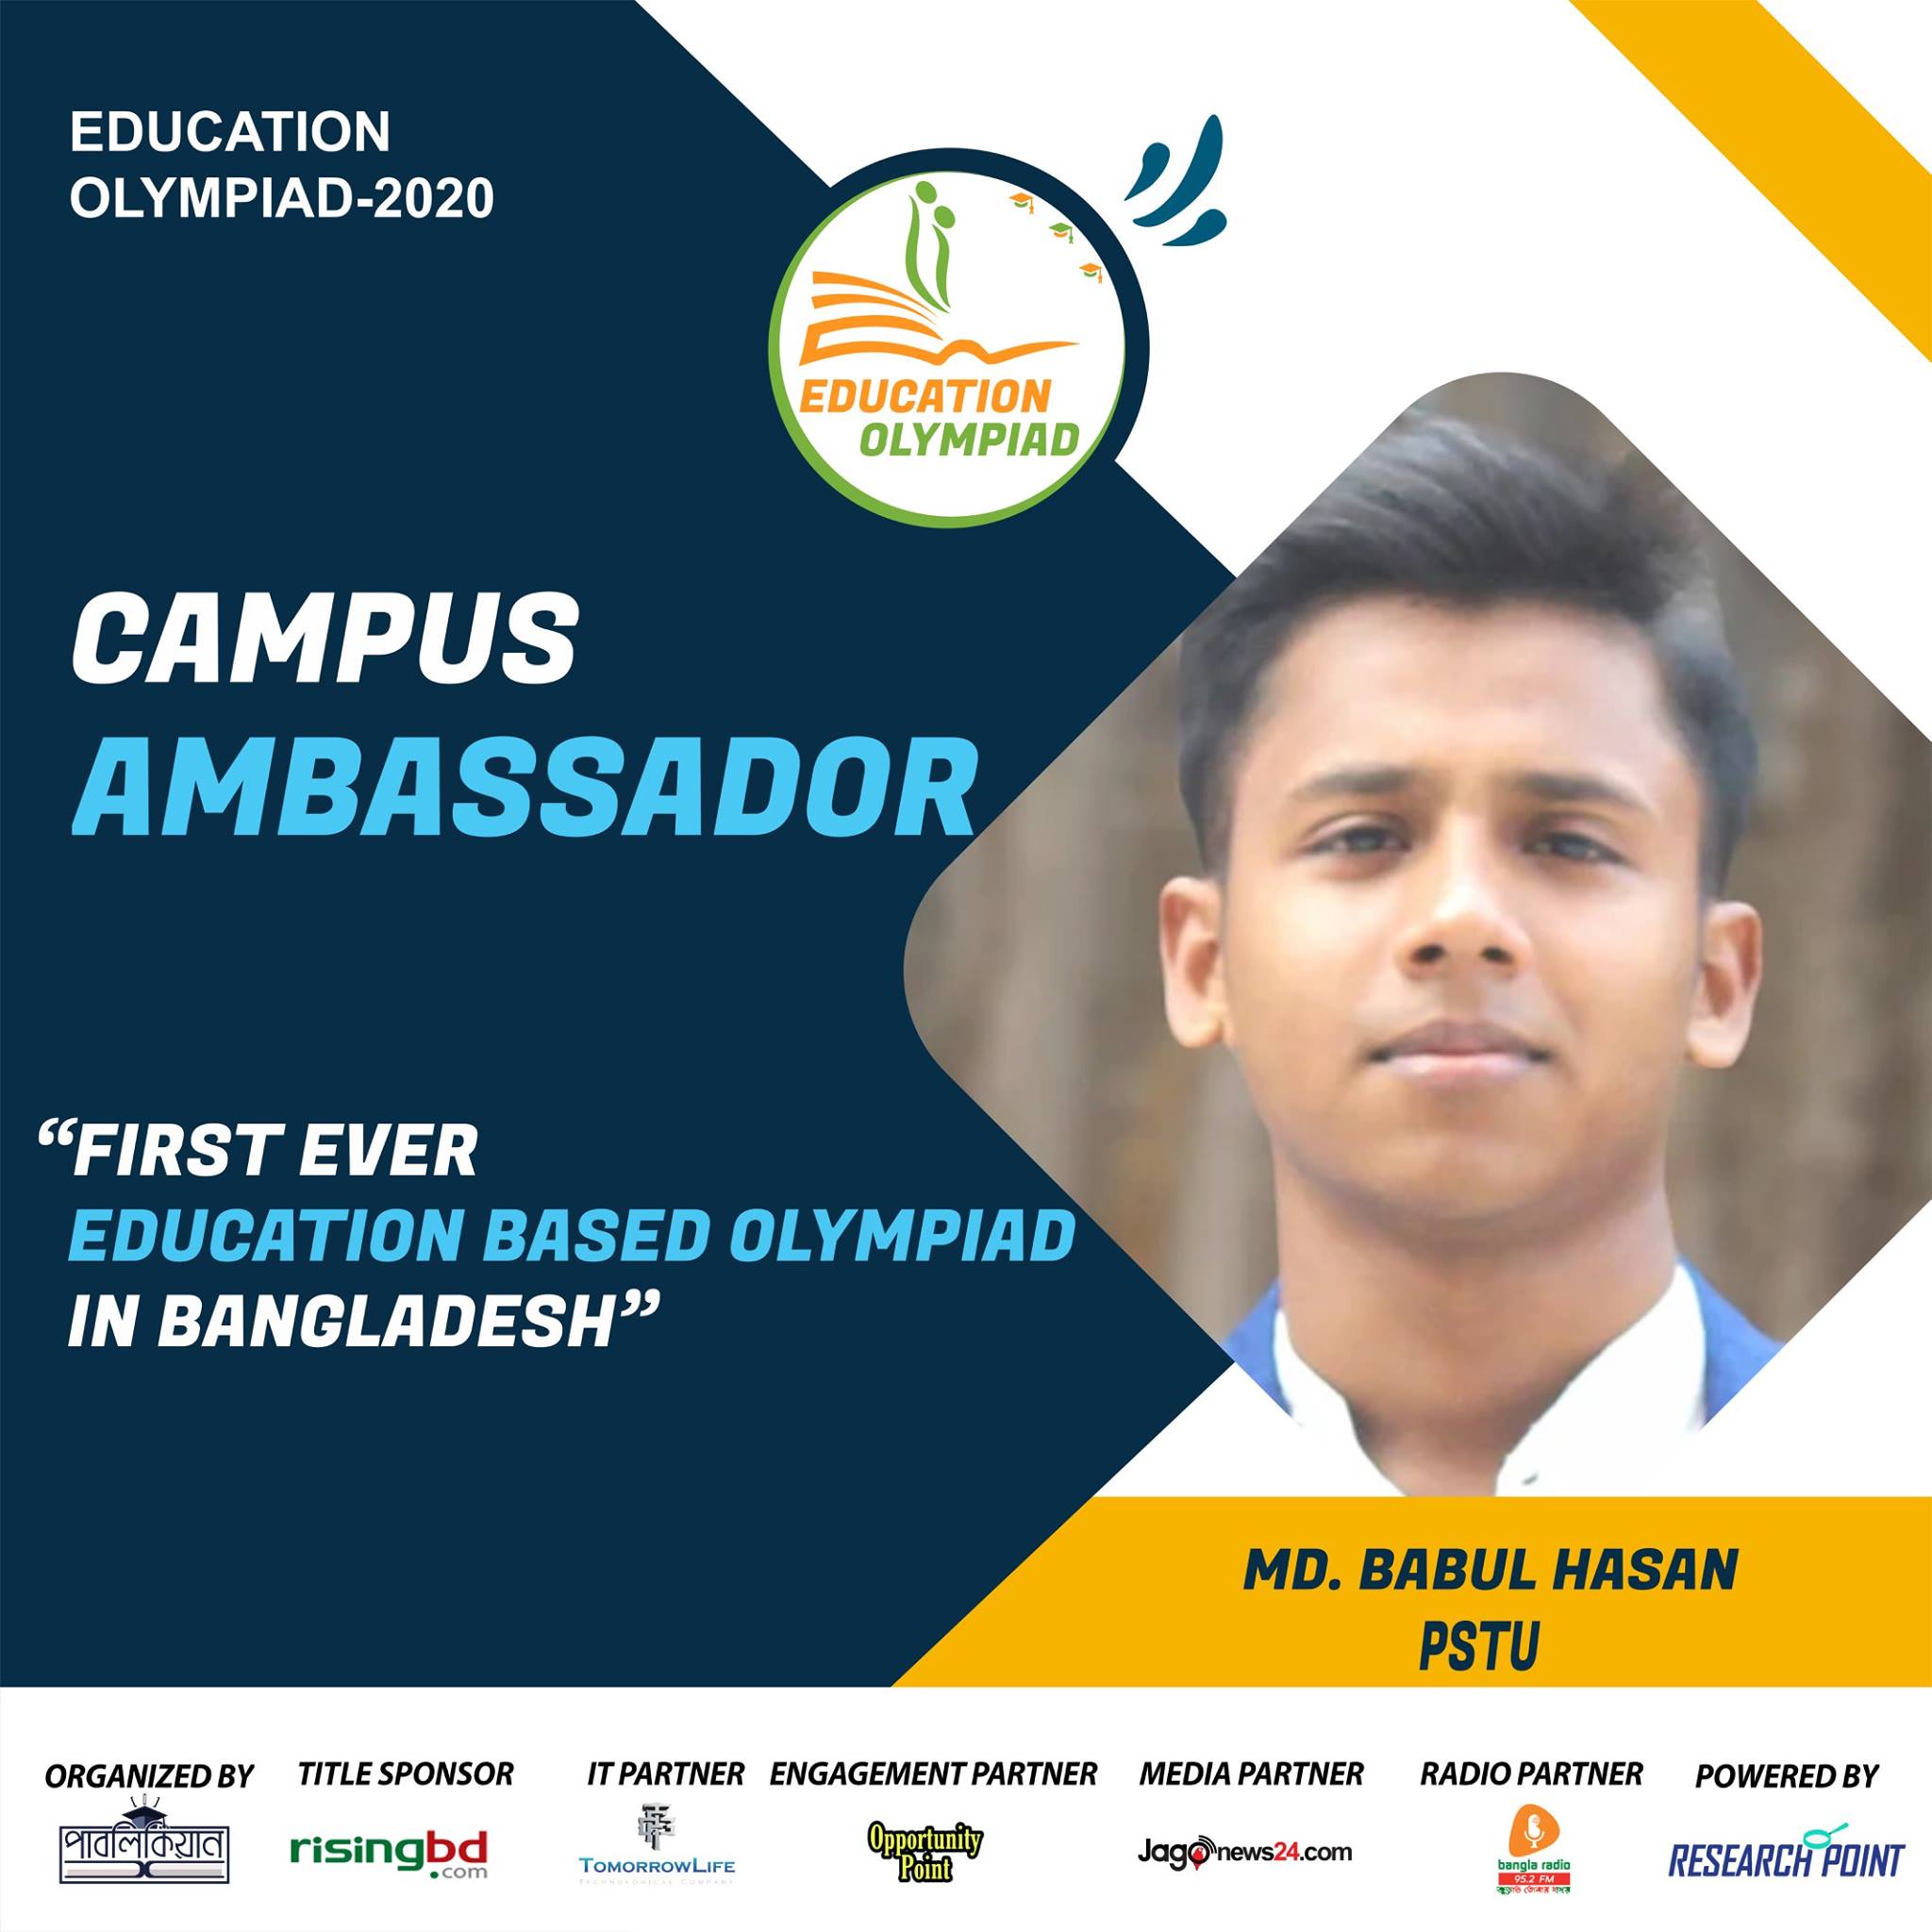 EDUCATION
OLYMPIAD-2020
EDUCATION
OLYMPIAD
CAMPUS
AMBASSADOR
“FIRST EVER
EDUCATION BASED OLYMPIAD
IN BANGLADESH”
MD. BABUL HASAN
PSTU
ORGANIZED BY
পাবলিকিয়ান
TITLE SPONSOR
risingbd
.com
IT PARTNER
TOMORROWLIFE
TECHNOLOGICAL COMPANY
ENGAGEMENT PARTNER
Opportunity
Point
MEDIA PARTNER
Jagonews24.com
RADIO PARTNER
bangla radio
95.2 FM
POWERED BY
RESEARCH POINT